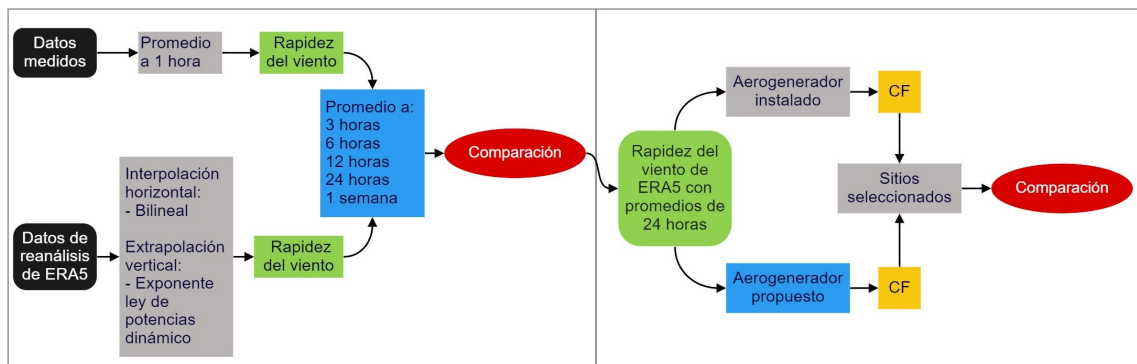 Datos
medidos
Promedio
a 1 hora
Rapidez
del viento
Datos de
reanálisis
de ERA5
Interpolación
horizontal:
- Bilineal
Extrapolación
vertical:
- Exponente
ley de
potencias
dinámico
Rapidez
del viento
Promedio a:
3 horas
6 horas
12 horas
24 horas
1 semana
Comparación
Rapidez del
viento de
ERA5 con
promedios de
24 horas
Aerogenerador
instalado
CF
Aerogenerador
propuesto
CF
Sitios
seleccionados
Comparación